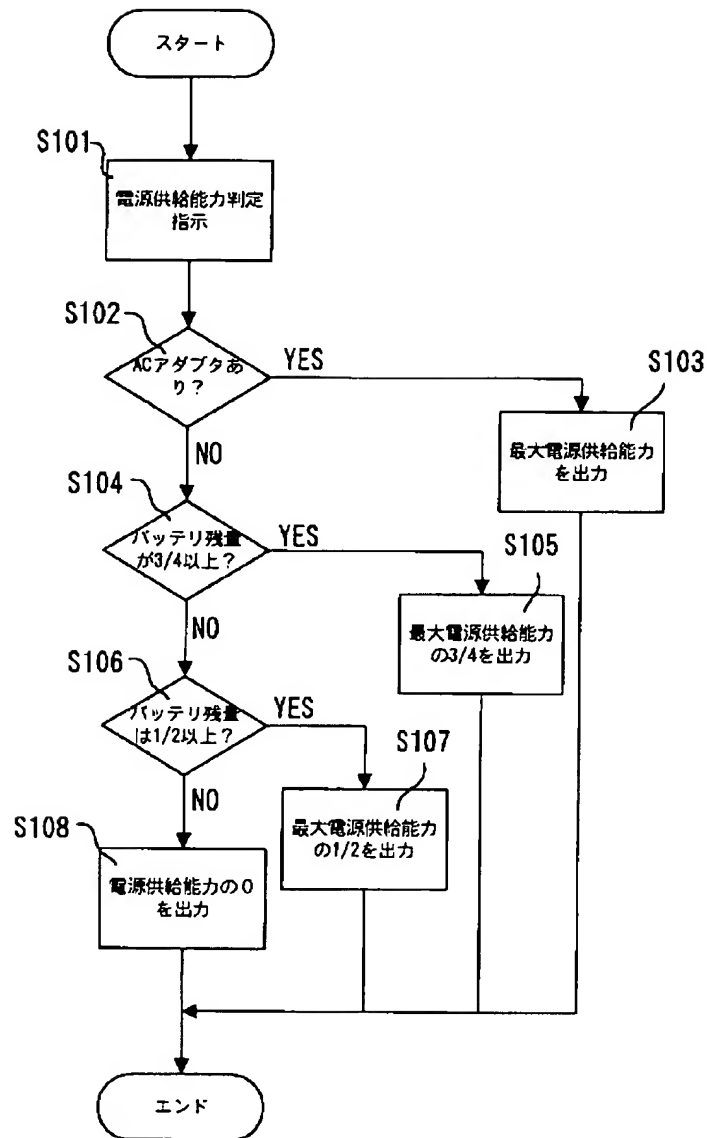 スタート
S101
電源供給能力判定
指示
S102
ACアダプタあ
り？
YES
S103
最大電源供給能力
を出力
NO
S104
バッテリ残量
が3/4以上？
YES
S105
最大電源供給能力
の3/4を出力
NO
S106
バッテリ残量
は1/2以上？
YES
S107
最大電源供給能力
の1/2を出力
NO
S108
電源供給能力の0
を出力
エンド